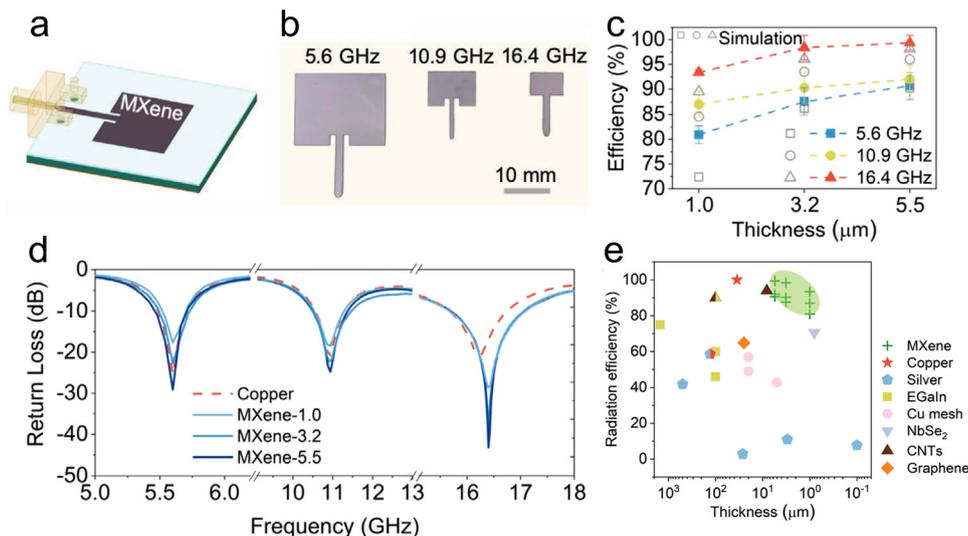 a
MXene
b
5.6 GHz
10.9 GHz
16.4 GHz
10 mm
c
Efficiency (%)
100
95
90
85
80
75
70
Simulation
5.6 GHz
10.9 GHz
16.4 GHz
1.0
3.2
5.5
Thickness (μm)
d
Return Loss (dB)
0
-10
-20
-30
-40
-50
Copper
MXene-1.0
MXene-3.2
MXene-5.5
5.0
5.6
6.0
10
11
12
13
16
17
18
Frequency (GHz)
e
Radiation efficiency (%)
100
80
60
40
20
0
10³
10²
10¹
10⁰
10⁻¹
Thickness (μm)
MXene
Copper
Silver
EGaIn
Cu mesh
NbSe₂
CNTs
Graphene